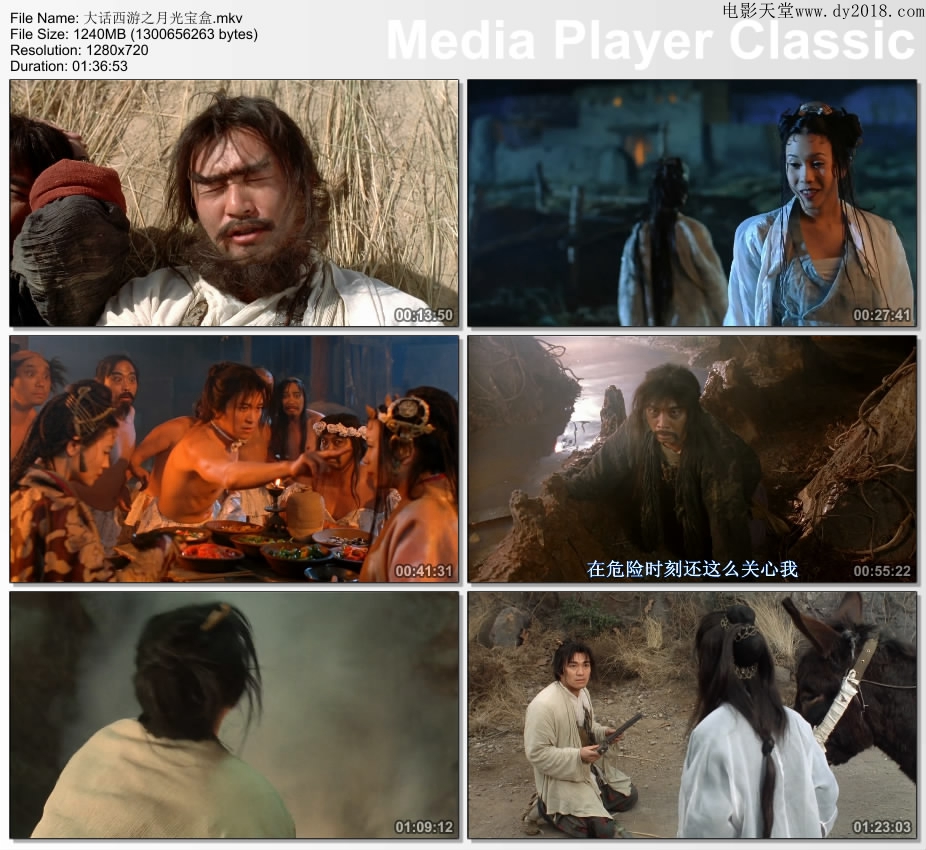 File Name: 大话西游之月光宝盒.mkv
File Size: 1240MB (1300656263 bytes)
Resolution: 1280x720
Duration: 01:36:53
电影天堂www.dy2018.com
Media Player Classic
00:13:50
00:27:41
00:41:31
在危险时刻还这么关心我
00:55:22
01:09:12
01:23:03